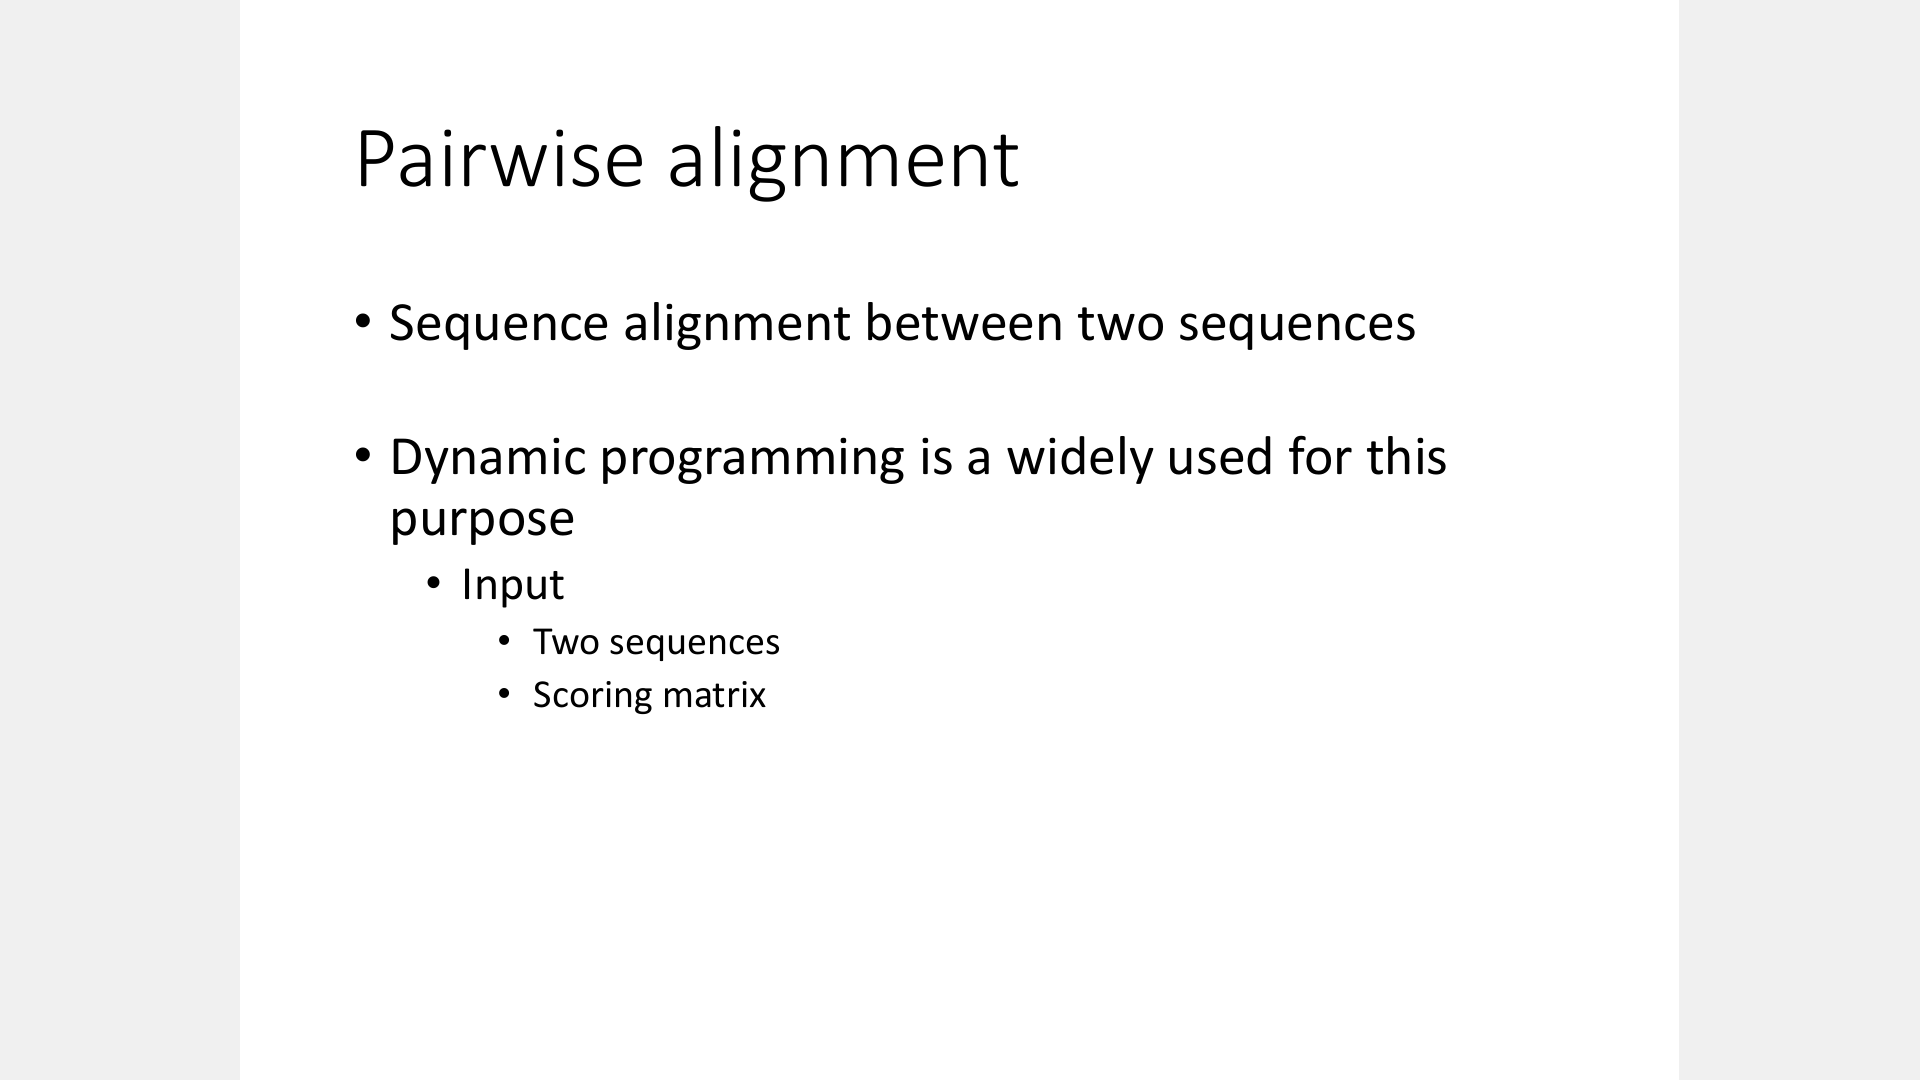 Pairwise alignment
• Sequence alignment between two sequences
• Dynamic programming is a widely used for this
purpose
• Input
• Two sequences
• Scoring matrix